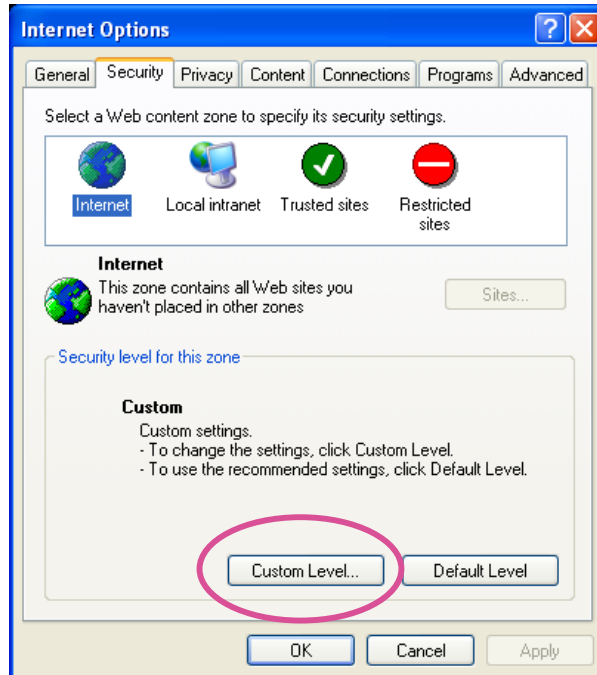 Internet Options
General Security Privacy Content Connections Programs Advanced
Select a Web content zone to specify its security settings.
Internet Local intranet Trusted sites Restricted sites
Internet
This zone contains all Web sites you
haven't placed in other zones
Sites...
Security level for this zone
Custom
Custom settings.
- To change the settings, click Custom Level.
- To use the recommended settings, click Default Level.
Custom Level... Default Level
OK Cancel Apply